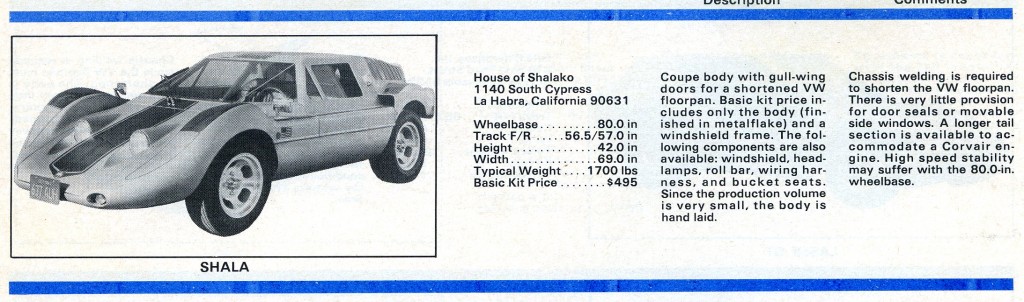 Description
Comments
House of Shalako
1140 South Cypress
La Habra, California 90631
Wheelbase..........80.0 in
Track F/R .....56.5/57.0 in
Height ................42.0 in
Width ................69.0 in
Typical Weight ....1700 lbs
Basic Kit Price ........$495
Coupe body with gull-wing
doors for a shortened VW
floorpan. Basic kit price in-
cludes only the body (fin-
ished in metalflake) and a
windshield frame. The fol-
lowing components are also
available: windshield, head-
lamps, roll bar, wiring har-
ness, and bucket seats.
Since the production volume
is very small, the body is
hand laid.
Chassis welding is required
to shorten the VW floorpan.
There is very little provision
for door seals or movable
side windows. A longer tail
section is available to ac-
commodate a Corvair en-
gine. High speed stability
may suffer with the 80.0-in.
wheelbase.
SHALA